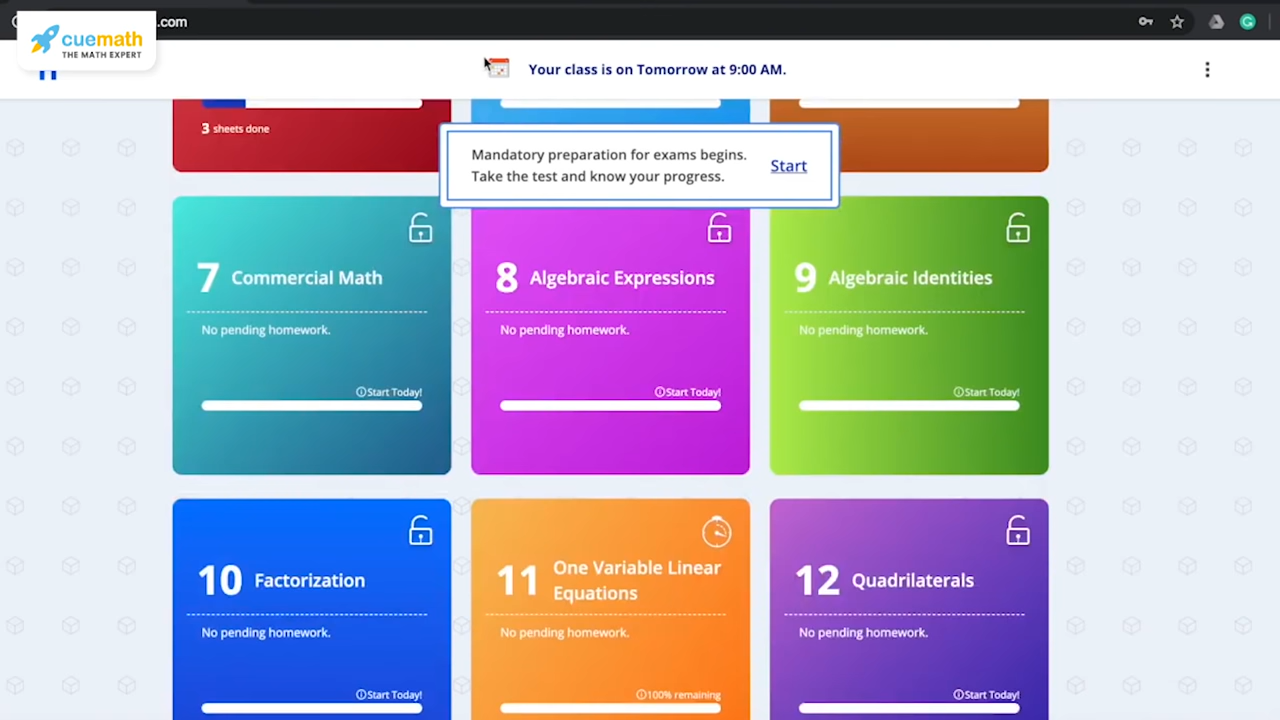 .com
cuemath
THE MATH EXPERT
Your class is on Tomorrow at 9:00 AM.
3 sheets done
Mandatory preparation for exams begins.
Take the test and know your progress.
Start
7 Commercial Math
No pending homework.
Start Today!
8 Algebraic Expressions
No pending homework.
Start Today!
9 Algebraic Identities
No pending homework.
Start Today!
10 Factorization
No pending homework.
Start Today!
11 One Variable Linear
Equations
No pending homework.
100% remaining
12 Quadrilaterals
No pending homework.
Start Today!